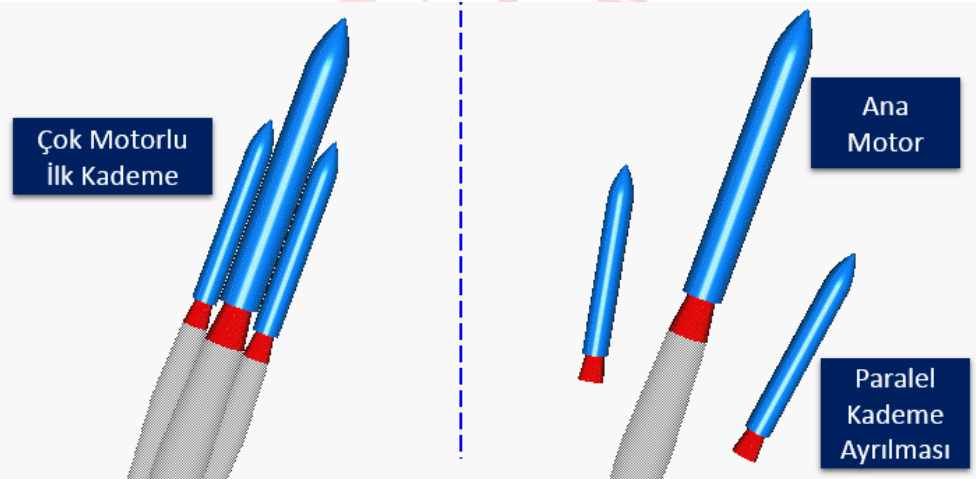 Çok Motorlu
İlk Kademe
Ana
Motor
Paralel
Kademe
Ayrılması